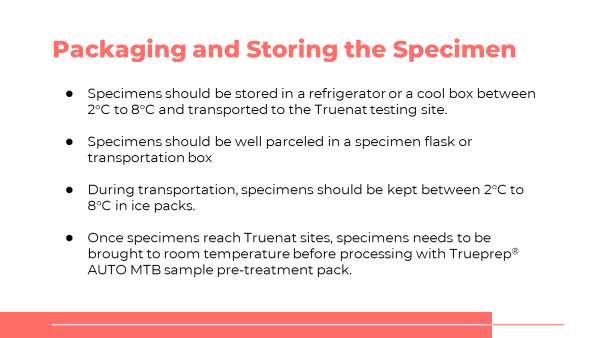 Packaging and Storing the Specimen
● Specimens should be stored in a refrigerator or a cool box between
2°C to 8°C and transported to the Truenat testing site.
● Specimens should be well parceled in a specimen flask or
transportation box
● During transportation, specimens should be kept between 2°C to
8°C in ice packs.
● Once specimens reach Truenat sites, specimens needs to be
brought to room temperature before processing with Trueprep®
AUTO MTB sample pre-treatment pack.